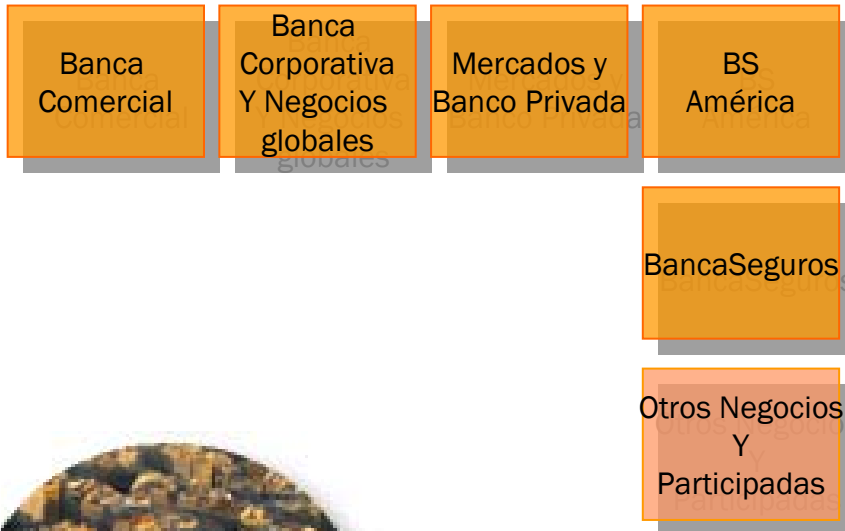 Banca
Comercial
Banca
Corporativa
Y Negocios
globales
Mercados y
Banco Privada
BS
América
BancaSeguros
Otros Negocios
Y
Participadas